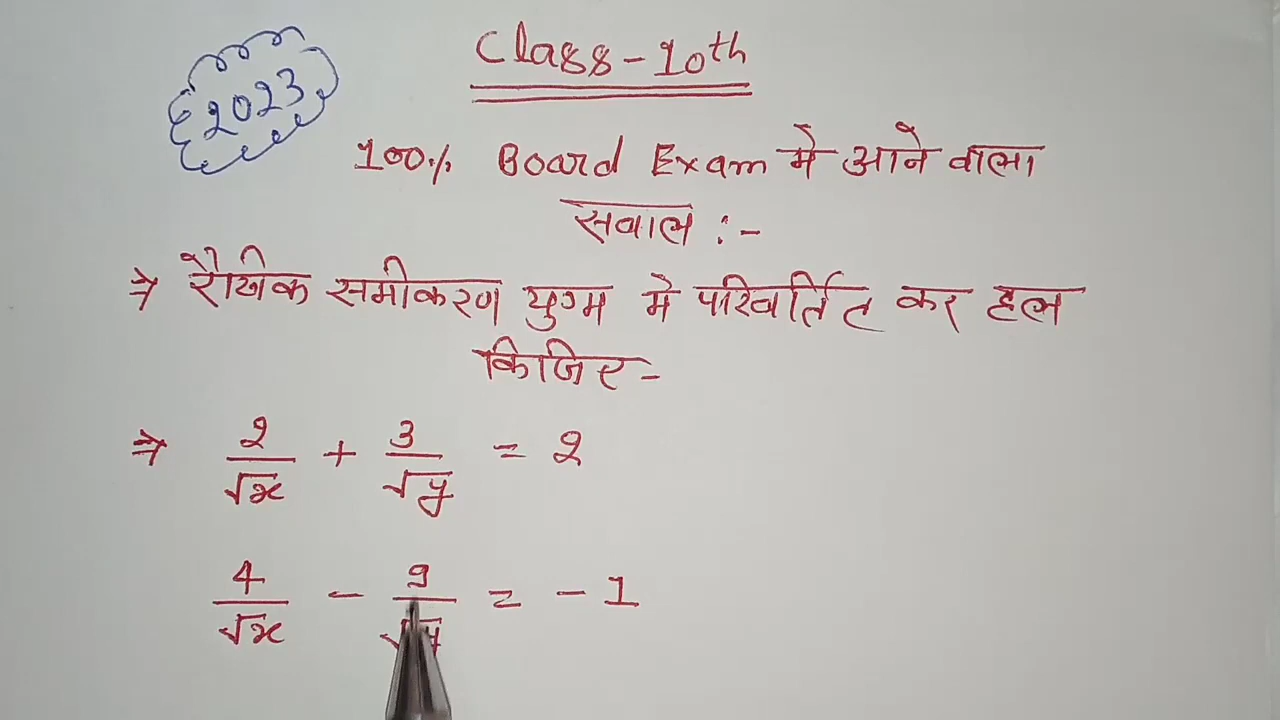 2023
Class-10th
100% Board Exam मे आने वाला
सवाल :-
⇒ रैखिक समीकरण युग्म मे परिवर्तित कर हल
किजिए-
⇒ 2/√x + 3/√y = 2
4/√x - 9/√y = -1